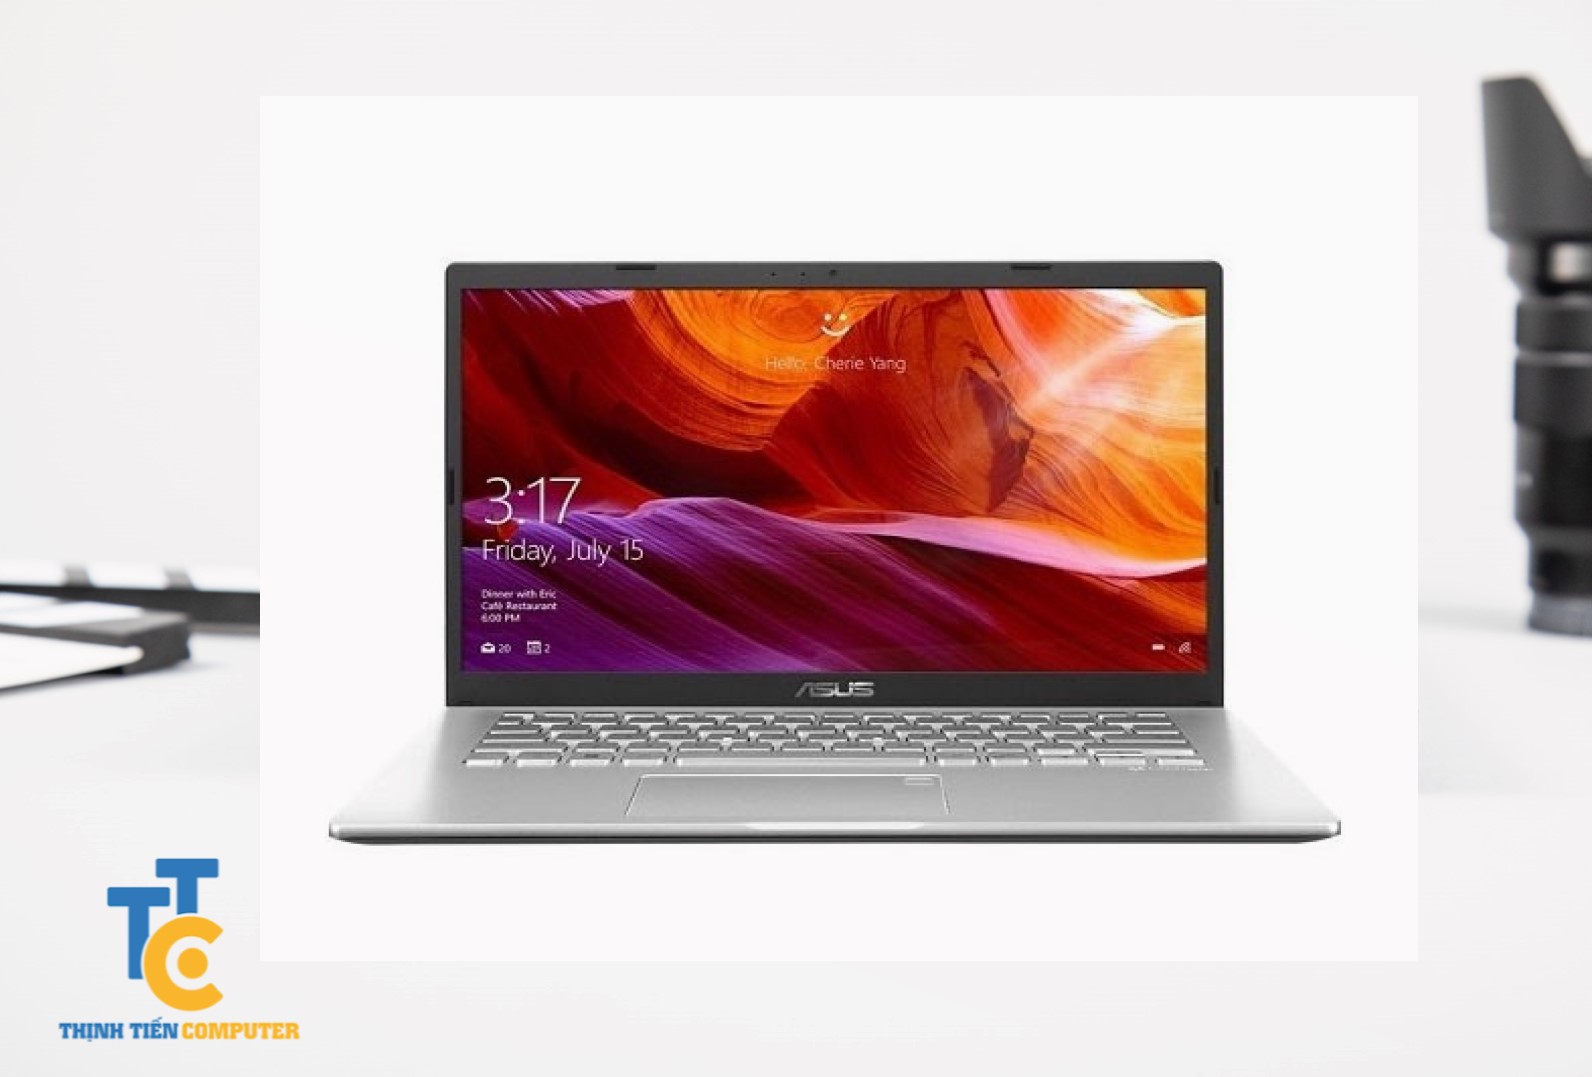 Hello, Cherie Yang
3:17
Friday, July 15
Dinner with Eric
Café Restaurant
6:00 PM
20 2
ASUS
TTC
THỊNH TIẾN COMPUTER